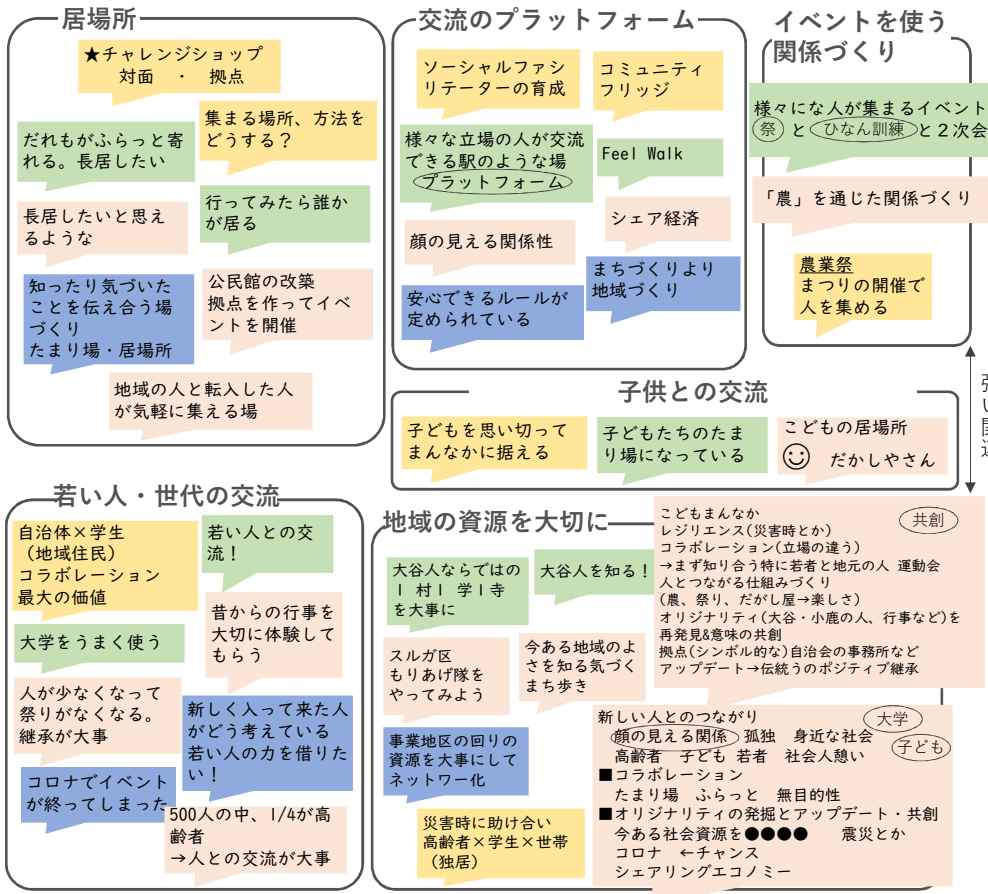 居場所
★チャレンジショップ
対面　・　拠点
だれもがふらっと寄
れる。長居したい
集まる場所、方法を
どうする？
長居したいと思え
るような
行ってみたら誰か
が居る
知ったり気づいた
ことを伝え合う場
づくり
たまり場・居場所
公民館の改築
拠点を作ってイベ
ントを開催
地域の人と転入した人
が気軽に集える場
交流のプラットフォーム
ソーシャルファシ
リテーターの育成
コミュニティ
フリッジ
様々な立場の人が交流
できる駅のような場
プラットフォーム
Feel Walk
顔の見える関係性
シェア経済
安心できるルールが
定められている
まちづくりより
地域づくり
イベントを使う
関係づくり
様々にな人が集まるイベント
祭 と ひなん訓練 と２次会
「農」を通じた関係づくり
農業祭
まつりの開催で
人を集める
強い関連
子供との交流
子どもを思い切って
まんなかに据える
子どもたちのたま
り場になっている
こどもの居場所
だかしやさん
若い人・世代の交流
自治体×学生
（地域住民）
コラボレーション
最大の価値
若い人との交
流！
大学をうまく使う
昔からの行事を
大切に体験して
もらう
人が少なくなって
祭りがなくなる。
継承が大事
新しく入って来た人
がどう考えている
若い人の力を借りた
い！
コロナでイベント
が終ってしまった
500人の中、1/4が高
齢者
→人との交流が大事
地域の資源を大切に
大谷人ならではの
１村１学１寺
を大事に
大谷人を知る！
スルガ区
もりあげ隊を
やってみよう
今ある地域のよ
さを知る気づく
まち歩き
事業地区の回りの
資源を大事にして
ネットワー化
災害時に助け合い
高齢者×学生×世帯
（独居）
こどもまんなか
共創
レジリエンス(災害時とか)
コラボレーション(立場の違う)
→まず知り合う特に若者と地元の人 運動会
人とつながる仕組みづくり
(農、祭り、だがし屋→楽しさ)
オリジナリティ(大谷・小鹿の人、行事など)を
再発見&意味の共創
拠点(シンボル的な)自治会の事務所など
アップデート→伝統うのポジティブ継承
新しい人とのつながり
大学
顔の見える関係　孤独　身近な社会
子ども
高齢者　子ども　若者　社会人憩い
■コラボレーション
たまり場　ふらっと　無目的性
■オリジナリティの発掘とアップデート・共創
今ある社会資源を●●●●　震災とか
コロナ　←チャンス
シェアリングエコノミー